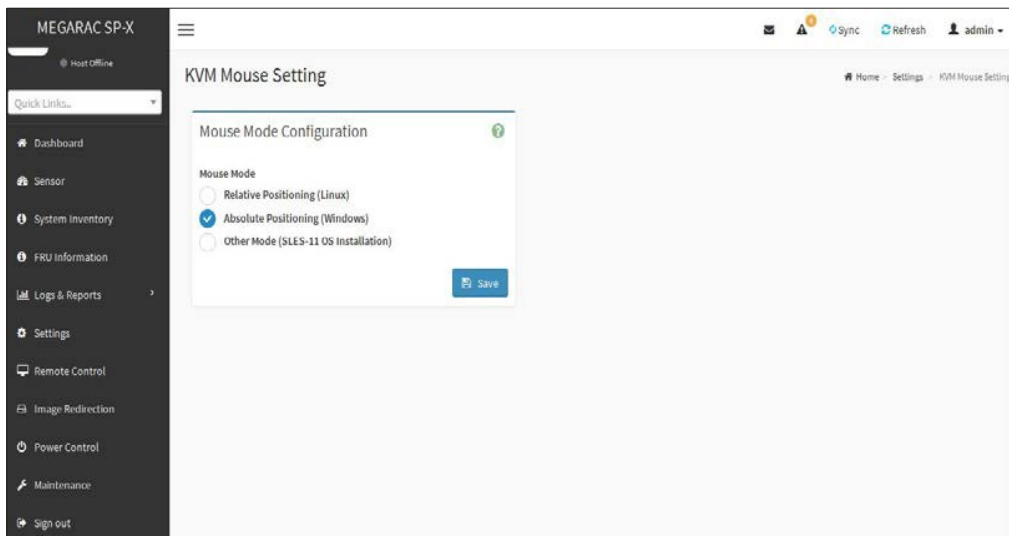 MEGARAC SP-X
Sync
Refresh
admin
Host Offline
KVM Mouse Setting
Home > Settings > KVM Mouse Setting
Quick Links...
Mouse Mode Configuration
Dashboard
Mouse Mode
Sensor
Relative Positioning (Linux)
Absolute Positioning (Windows)
System Inventory
Other Mode (SLES-11 OS Installation)
FRU Information
Save
Logs & Reports
Settings
Remote Control
Image Redirection
Power Control
Maintenance
Sign out